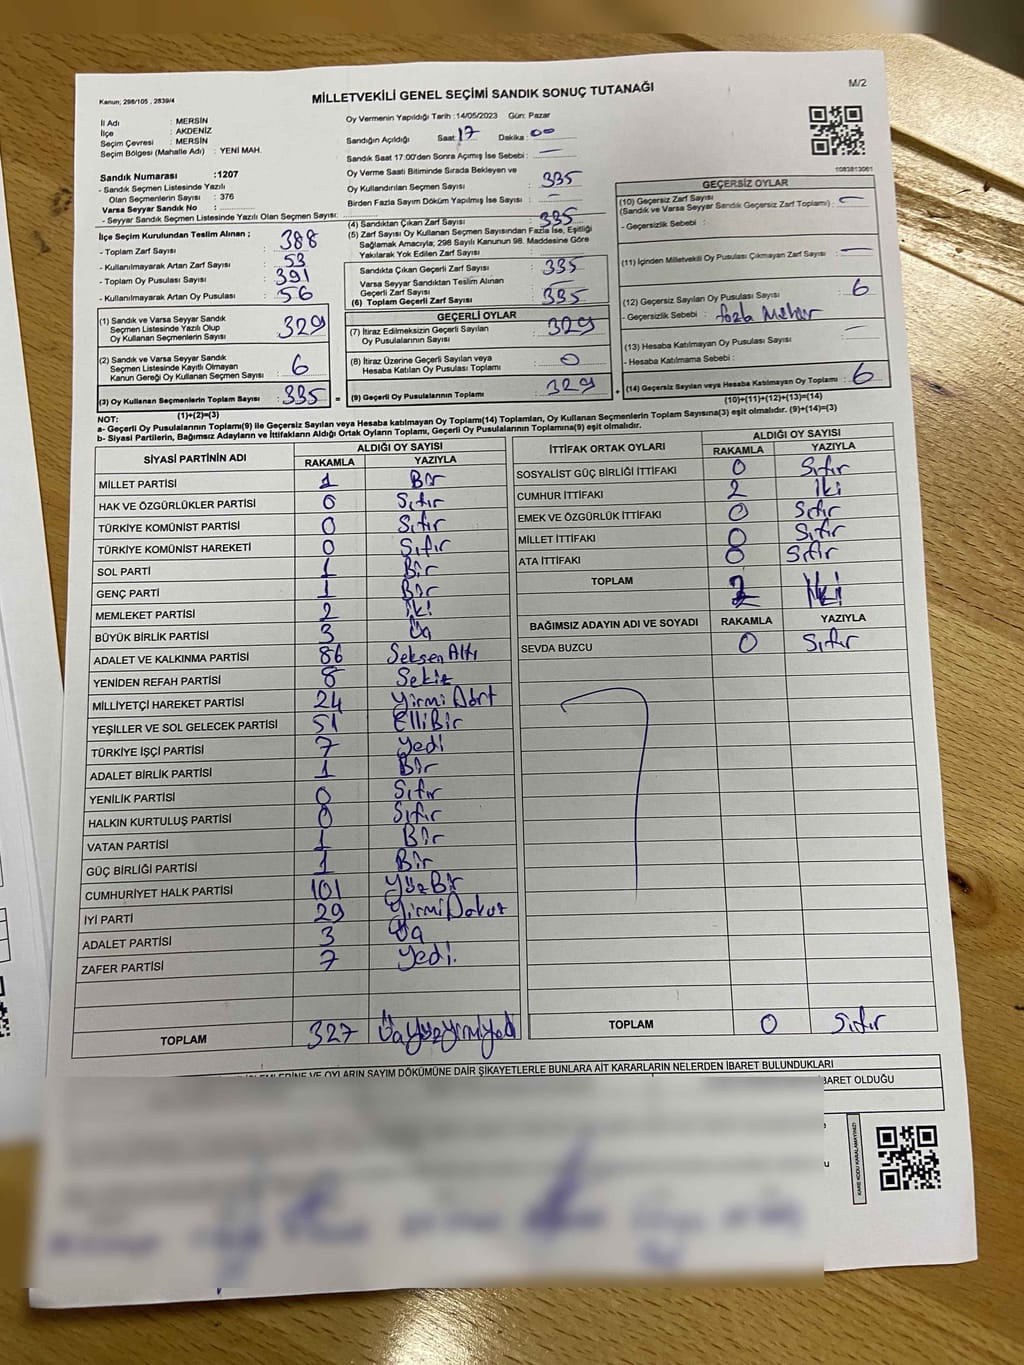 Kanun; 298/105 , 2839/4
MİLLETVEKİLİ GENEL SEÇİMİ SANDIK SONUÇ TUTANAĞI
M/2
İl Adı : MERSİN
İlçe : AKDENİZ
Seçim Çevresi : MERSİN
Seçim Bölgesi (Mahalle Adı) : YENİ MAH.
Sandık Numarası :1207
- Sandık Seçmen Listesinde Yazılı
Olan Seçmenlerin Sayısı : 376
Varsa Seyyar Sandık No :
- Seyyar Sandık Seçmen Listesinde Yazılı Olan Seçmen Sayısı:
Oy Vermenin Yapıldığı Tarih :14/05/2023 Gün: Pazar
Sandığın Açıldığı Saat: 17 Dakika : 00
Sandık Saat 17:00'den Sonra Açımış İse Sebebi : —
Oy Verme Saati Bitiminde Sırada Bekleyen ve
Oy Kullandırılan Seçmen Sayısı : 335
Birden Fazla Sayım Döküm Yapılmış İse Sayısı : —
(4) Sandıktan Çıkan Zarf Sayısı : 335
(5) Zarf Sayısı Oy Kullanan Seçmen Sayısından Fazla İse, Eşitliği
Sağlamak Amacıyla; 298 Sayılı Kanunun 98. Maddesine Göre
Yakılarak Yok Edilen Zarf Sayısı :
1083813061
İlçe Seçim Kurulundan Teslim Alınan ;
- Toplam Zarf Sayısı : 388
- Kullanılmayarak Artan Zarf Sayısı : 53
- Toplam Oy Pusulası Sayısı : 391
- Kullanılmayarak Artan Oy Pusulası : 56
Sandıkta Çıkan Geçerli Zarf Sayısı : 335
Varsa Seyyar Sandıktan Teslim Alınan
Geçerli Zarf Sayısı :
(6) Toplam Geçerli Zarf Sayısı : 335
GEÇERSİZ OYLAR
(10) Geçersiz Zarf Sayısı
(Sandık ve Varsa Seyyar Sandık Geçersiz Zarf Toplamı) : —
- Geçersizlik Sebebi :
(11) İçinden Milletvekili Oy Pusulası Çıkmayan Zarf Sayısı : —
(12) Geçersiz Sayılan Oy Pusulası Sayısı : 6
- Geçersizlik Sebebi : fazla Mühür
(13) Hesaba Katılmayan Oy Pusulası Sayısı : —
- Hesaba Katılmama Sebebi :
(14) Geçersiz Sayılan veya Hesaba Katılmayan Oy Toplamı : 6
(10)+(11)+(12)+(13)=(14)
(1) Sandık ve Varsa Seyyar Sandık
Seçmen Listesinde Yazılı Olup
Oy Kullanan Seçmenlerin Sayısı : 329
(2) Sandık ve Varsa Seyyar Sandık
Seçmen Listesinde Kayıtlı Olmayan
Kanun Gereği Oy Kullanan Seçmen Sayısı : 6
(3) Oy Kullanan Seçmenlerin Toplam Sayısı : 335 =
(1)+(2)=(3)
GEÇERLİ OYLAR
(7) İtiraz Edilmeksizin Geçerli Sayılan
Oy Pusulalarının Sayısı : 329
(8) İtiraz Üzerine Geçerli Sayılan veya
Hesaba Katılan Oy Pusulası Toplamı : 0
(9) Geçerli Oy Pusulalarının Toplamı : 329 +
NOT:
a- Geçerli Oy Pusulalarının Toplamı(9) ile Geçersiz Sayılan veya Hesaba katılmayan Oy Toplamı(14) Toplamları, Oy Kullanan Seçmenlerin Toplam Sayısına(3) eşit olmalıdır. (9)+(14)=(3)
b- Siyasi Partilerin, Bağımsız Adayların ve İttifakların Aldığı Ortak Oyların Toplamı, Geçerli Oy Pusulalarının Toplamına(9) eşit olmalıdır.
SİYASİ PARTİNİN ADI ALDIĞI OY SAYISI
RAKAMLA YAZIYLA
MİLLET PARTİSİ 1 Bir
HAK VE ÖZGÜRLÜKLER PARTİSİ 0 Sıfır
TÜRKİYE KOMÜNİST PARTİSİ 0 Sıfır
TÜRKİYE KOMÜNİST HAREKETİ 0 Sıfır
SOL PARTİ 1 Bir
GENÇ PARTİ 1 Bir
MEMLEKET PARTİSİ 2 iki
BÜYÜK BİRLİK PARTİSİ 3 Üç
ADALET VE KALKINMA PARTİSİ 86 Seksen Altı
YENİDEN REFAH PARTİSİ 8 Sekiz
MİLLİYETÇİ HAREKET PARTİSİ 24 Yirmi Dört
YEŞİLLER VE SOL GELECEK PARTİSİ 51 Elli Bir
TÜRKİYE İŞÇİ PARTİSİ 7 Yedi
ADALET BİRLİK PARTİSİ 1 Bir
YENİLİK PARTİSİ 0 Sıfır
HALKIN KURTULUŞ PARTİSİ 0 Sıfır
VATAN PARTİSİ 1 Bir
GÜÇ BİRLİĞİ PARTİSİ 1 Bir
CUMHURİYET HALK PARTİSİ 101 Yüz Bir
İYİ PARTİ 29 Yirmi Dokuz
ADALET PARTİSİ 3 Üç
ZAFER PARTİSİ 7 Yedi.
TOPLAM 327 Üçyüzyirmiyedi
İTTİFAK ORTAK OYLARI ALDIĞI OY SAYISI
RAKAMLA YAZIYLA
SOSYALİST GÜÇ BİRLİĞİ İTTİFAKI 0 Sıfır
CUMHUR İTTİFAKI 2 İki
EMEK VE ÖZGÜRLÜK İTTİFAKI 0 Sıfır
MİLLET İTTİFAKI 0 Sıfır
ATA İTTİFAKI 0 Sıfır
TOPLAM 2 İki
BAĞIMSIZ ADAYIN ADI VE SOYADI RAKAMLA YAZIYLA
SEVDA BUZCU 0 Sıfır
TOPLAM 0 Sıfır
İŞLEMLERİNE VE OYLARIN SAYIM DÖKÜMÜNE DAİR ŞİKAYETLERLE BUNLARA AİT KARARLARIN NELERDEN İBARET BULUNDUKLARI
BARET OLDUĞU
KARE KODU KARALAMAYINIZ!